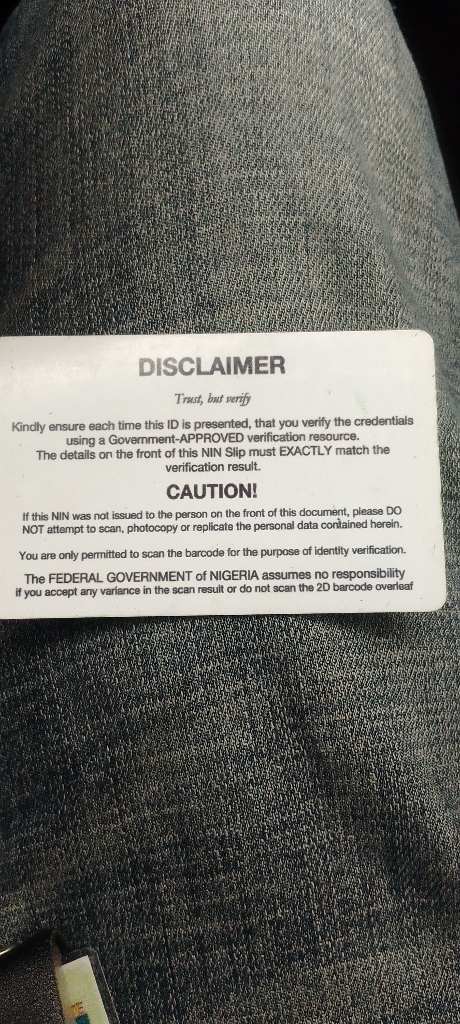 DISCLAIMER
Trust, but verify
Kindly ensure each time this ID is presented, that you verify the credentials
using a Government-APPROVED verification resource.
The details on the front of this NIN Slip must EXACTLY match the
verification result.
CAUTION!
If this NIN was not issued to the person on the front of this document, please DO
NOT attempt to scan, photocopy or replicate the personal data contained herein.
You are only permitted to scan the barcode for the purpose of identity verification.
The FEDERAL GOVERNMENT of NIGERIA assumes no responsibility
if you accept any variance in the scan result or do not scan the 2D barcode overleaf